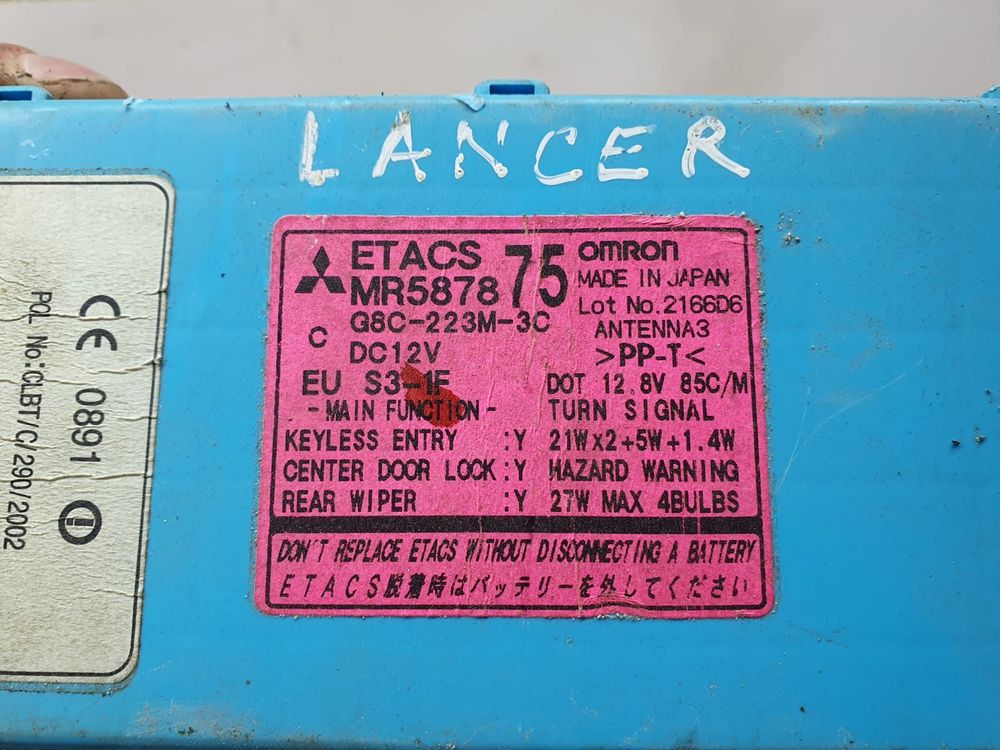 LANCER
ETACS
MR587875
omron
MADE IN JAPAN
Lot No.2166D6
G8C-223M-3C
ANTENNA3
C
DC12V
>PP-T<
EU S3-1F
DOT 12.8V 85C/M
-MAIN FUNCTION-
TURN SIGNAL
KEYLESS ENTRY :Y
21W×2+5W+1.4W
CENTER DOOR LOCK:Y
HAZARD WARNING
REAR WIPER :Y
27W MAX 4BULBS
DON'T REPLACE ETACS WITHOUT DISCONNECTING A BATTERY
ETACS脱着時はバッテリーを外してください
CE 0891
POL No:CLBT/C/290/2002